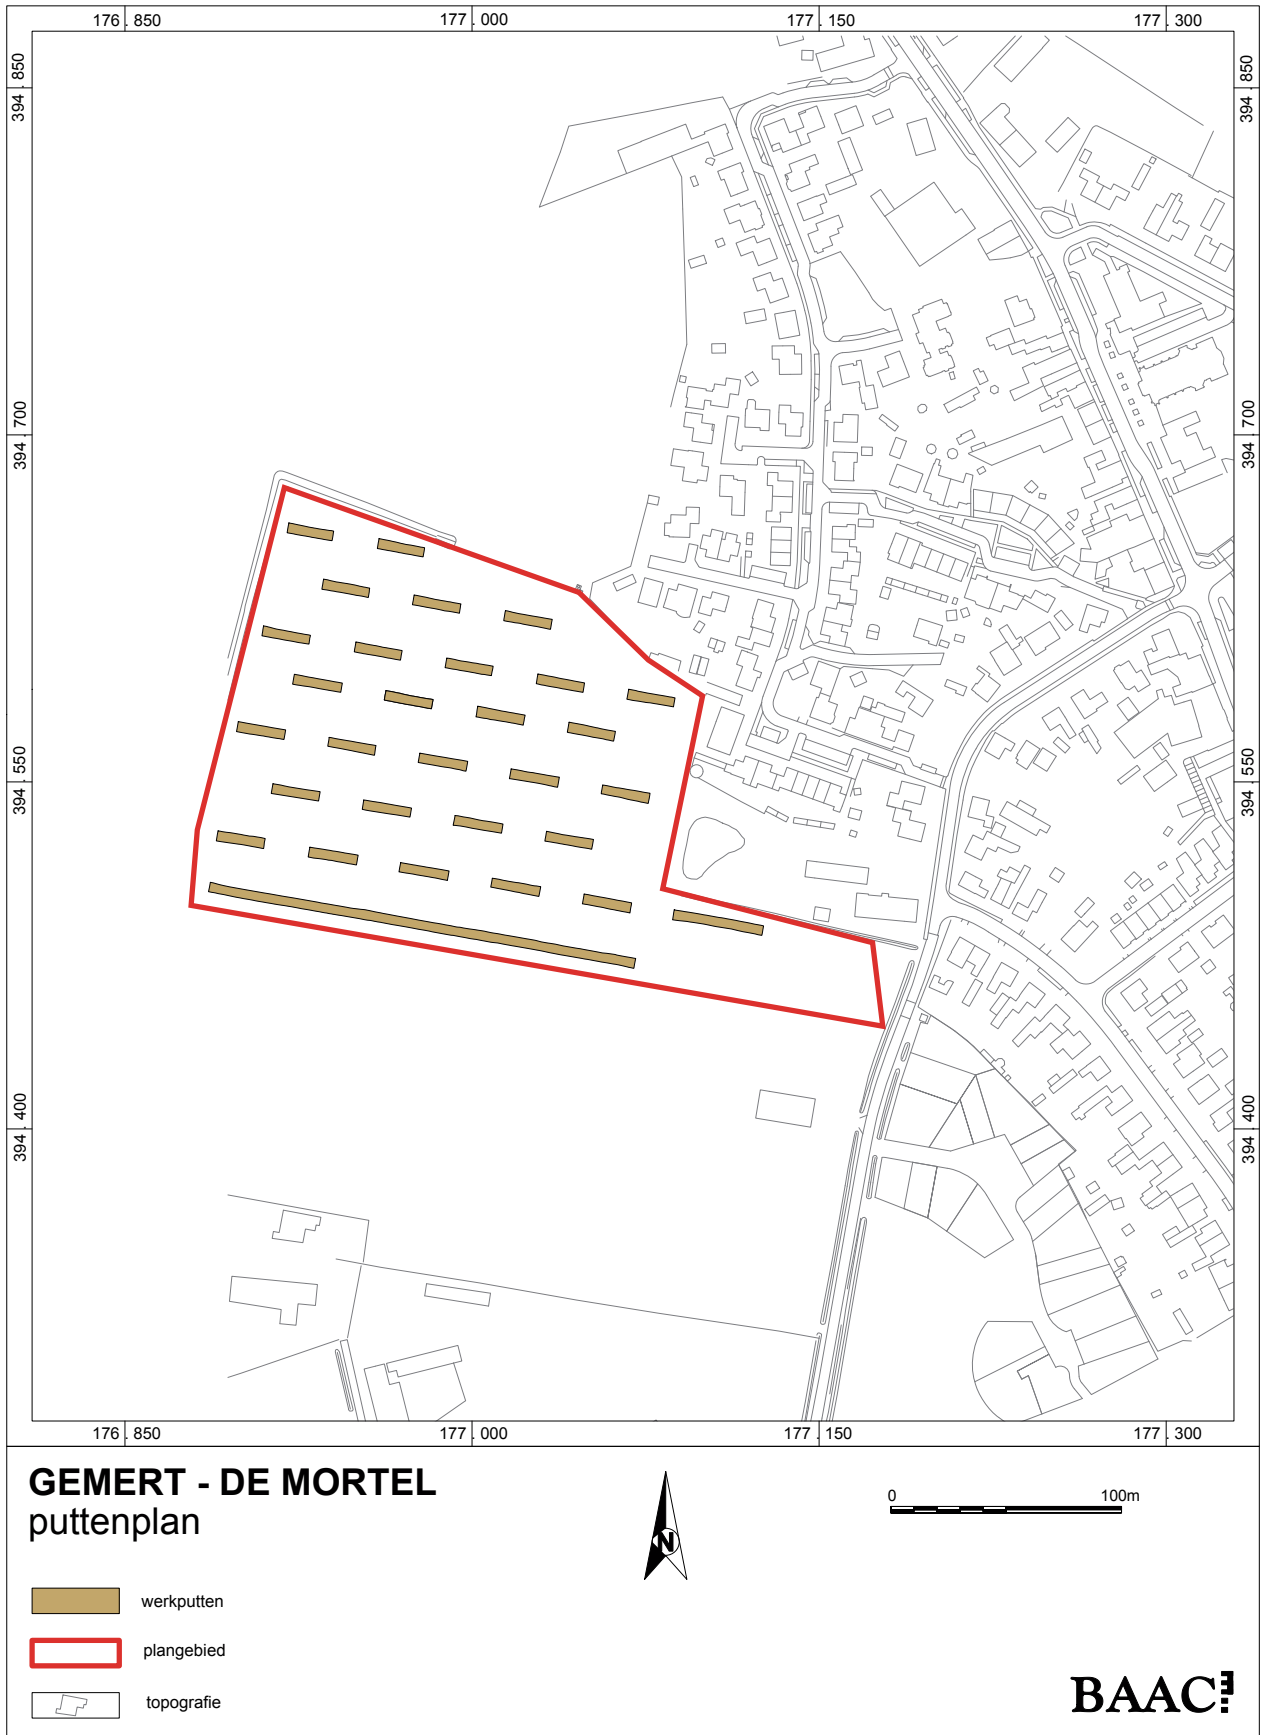 176.850 177.000 177.150 177.300
394.850 394.850
394.700 394.700
394.550 394.550
394.400 394.400
176.850 177.000 177.150 177.300
GEMERT - DE MORTEL
puttenplan
N
0 100m
werkputten
plangebied
topografie
BAAC